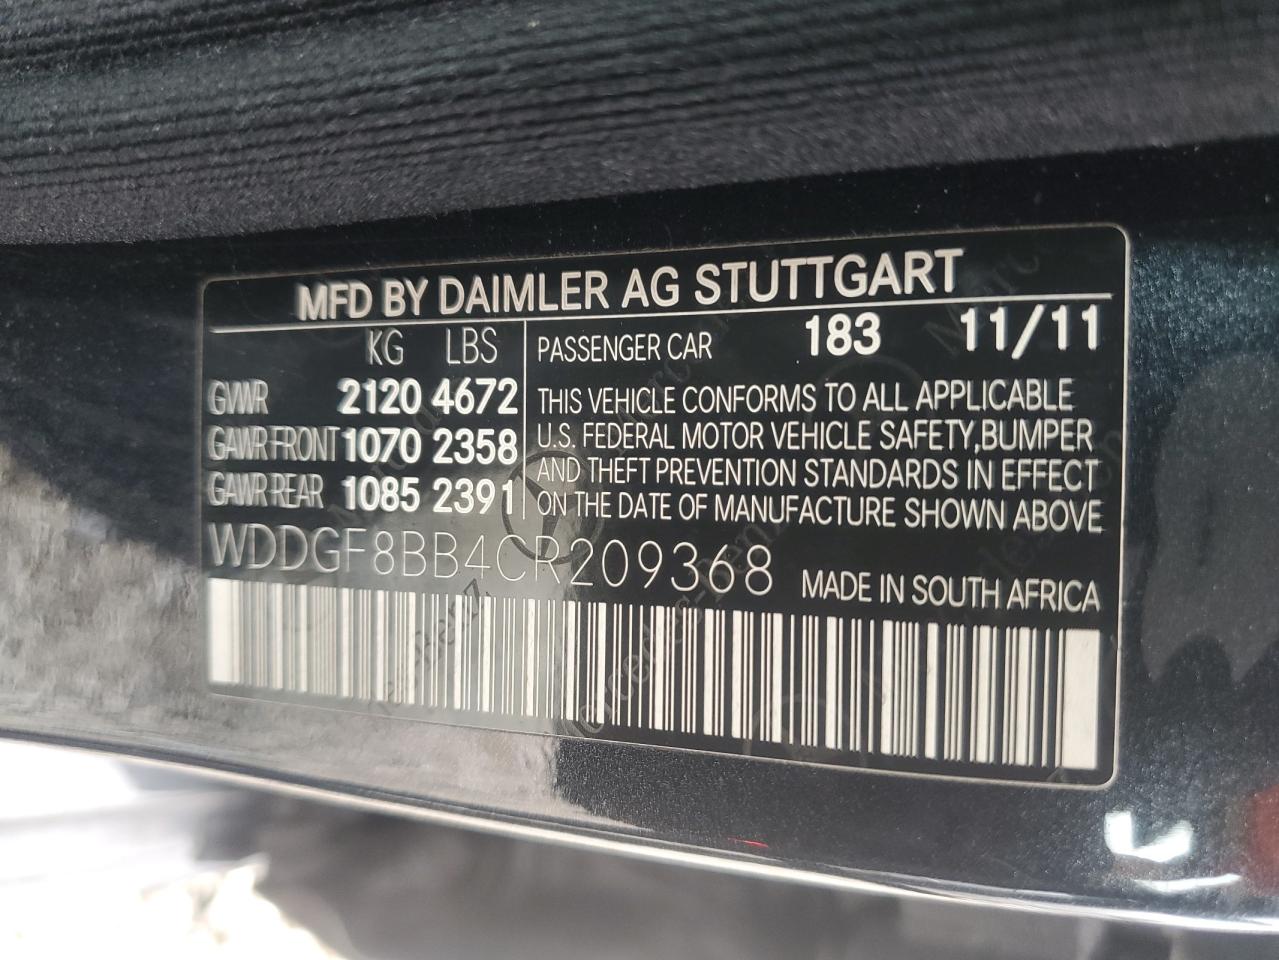 MFD BY DAIMLER AG STUTTGART
KG LBS
GVWR 2120 4672
GAWR FRONT 1070 2358
GAWR REAR 1085 2391
PASSENGER CAR 183 11/11
THIS VEHICLE CONFORMS TO ALL APPLICABLE
U.S. FEDERAL MOTOR VEHICLE SAFETY, BUMPER
AND THEFT PREVENTION STANDARDS IN EFFECT
ON THE DATE OF MANUFACTURE SHOWN ABOVE
WDDGF8BB4CR209368 MADE IN SOUTH AFRICA
Mercedes-Benz